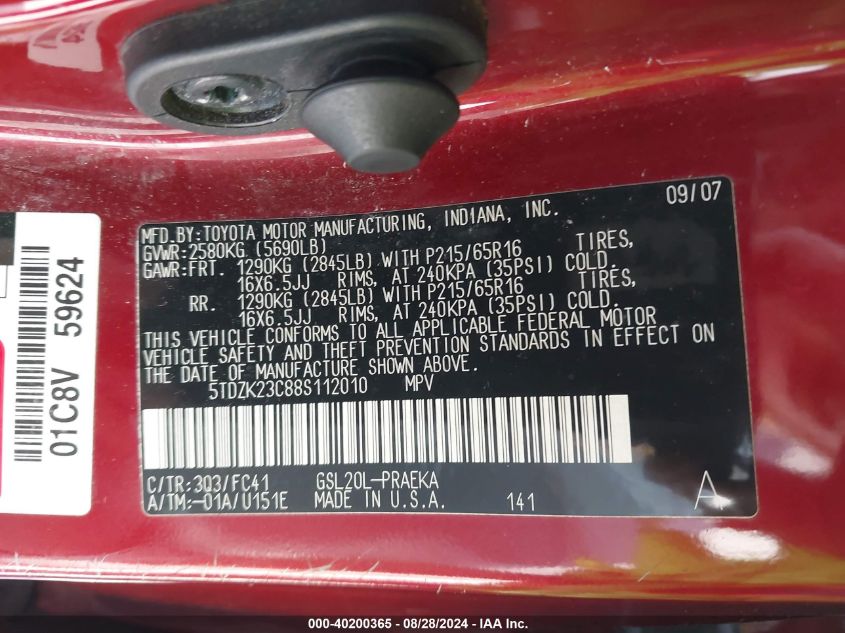 09/07
MFD.BY:TOYOTA MOTOR MANUFACTURING, INDIANA, INC.
GVWR:2580KG (5690LB)
GAWR:FRT. 1290KG (2845LB) WITH P215/65R16 TIRES,
16X6.5JJ RIMS, AT 240KPA (35PSI) COLD.
RR. 1290KG (2845LB) WITH P215/65R16 TIRES,
16X6.5JJ RIMS, AT 240KPA (35PSI) COLD.
THIS VEHICLE CONFORMS TO ALL APPLICABLE FEDERAL MOTOR
VEHICLE SAFETY AND THEFT PREVENTION STANDARDS IN EFFECT ON
THE DATE OF MANUFACTURE SHOWN ABOVE.
5TDZK23C88S112010 MPV
C/TR:3Q3/FC41 GSL20L-PRAEKA
A/TM:-01A/U151E MADE IN U.S.A. 141 A
01C8V 59624
000-40200365 - 08/28/2024 - IAA Inc.